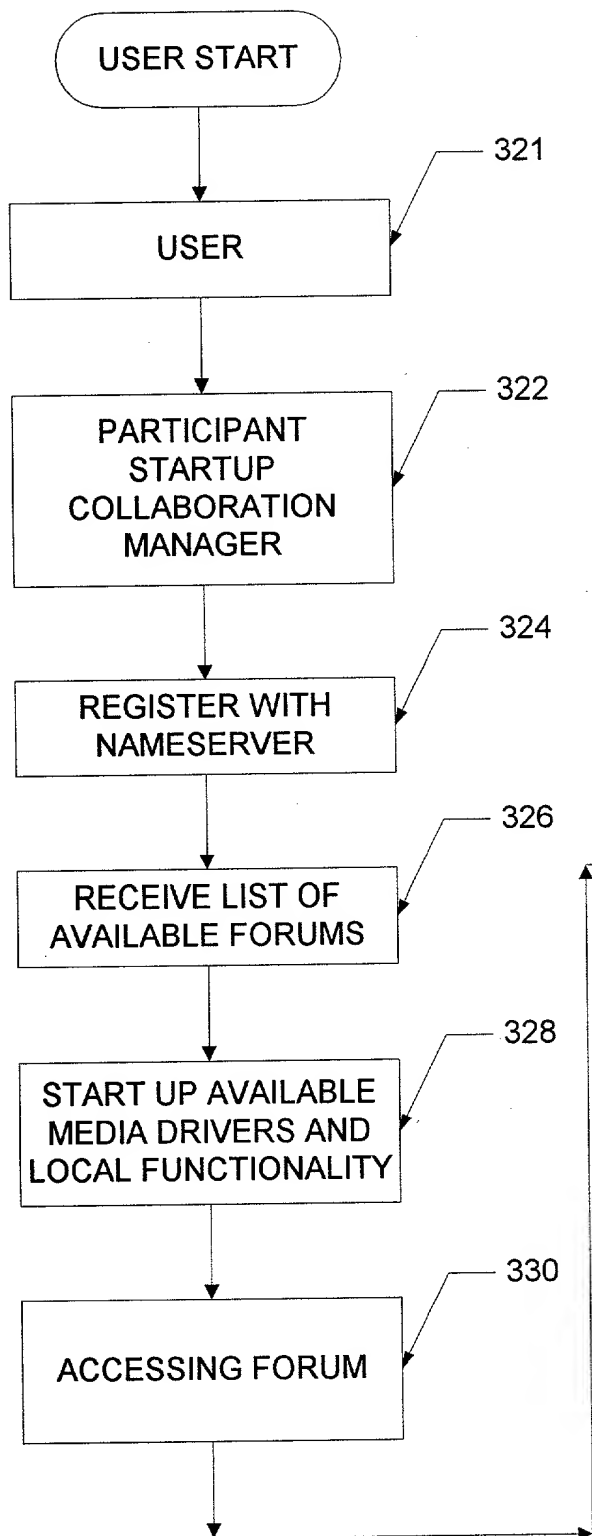 USER START
321
USER
322
PARTICIPANT
STARTUP
COLLABORATION
MANAGER
324
REGISTER WITH
NAMESERVER
326
RECEIVE LIST OF
AVAILABLE FORUMS
328
START UP AVAILABLE
MEDIA DRIVERS AND
LOCAL FUNCTIONALITY
330
ACCESSING FORUM